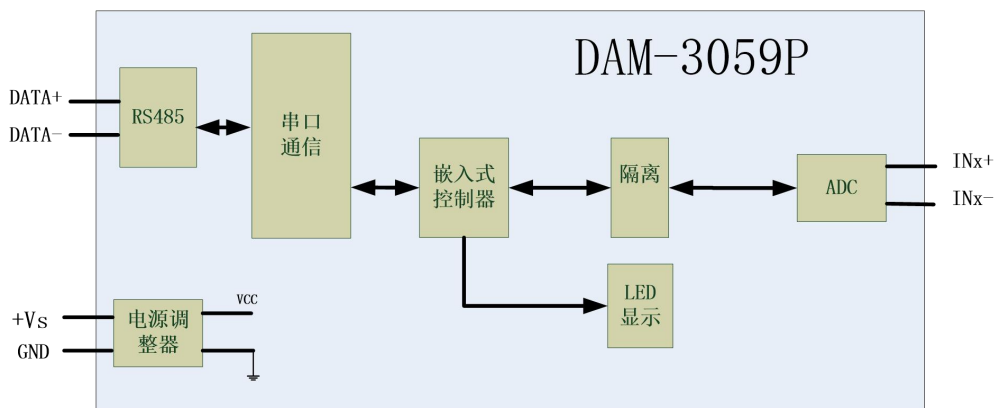 DAM-3059P
DATA+
DATA-
RS485
串口
通信
嵌入式
控制器
隔离
ADC
INx+
INx-
LED
显示
+Vs
GND
电源调
整器
VCC